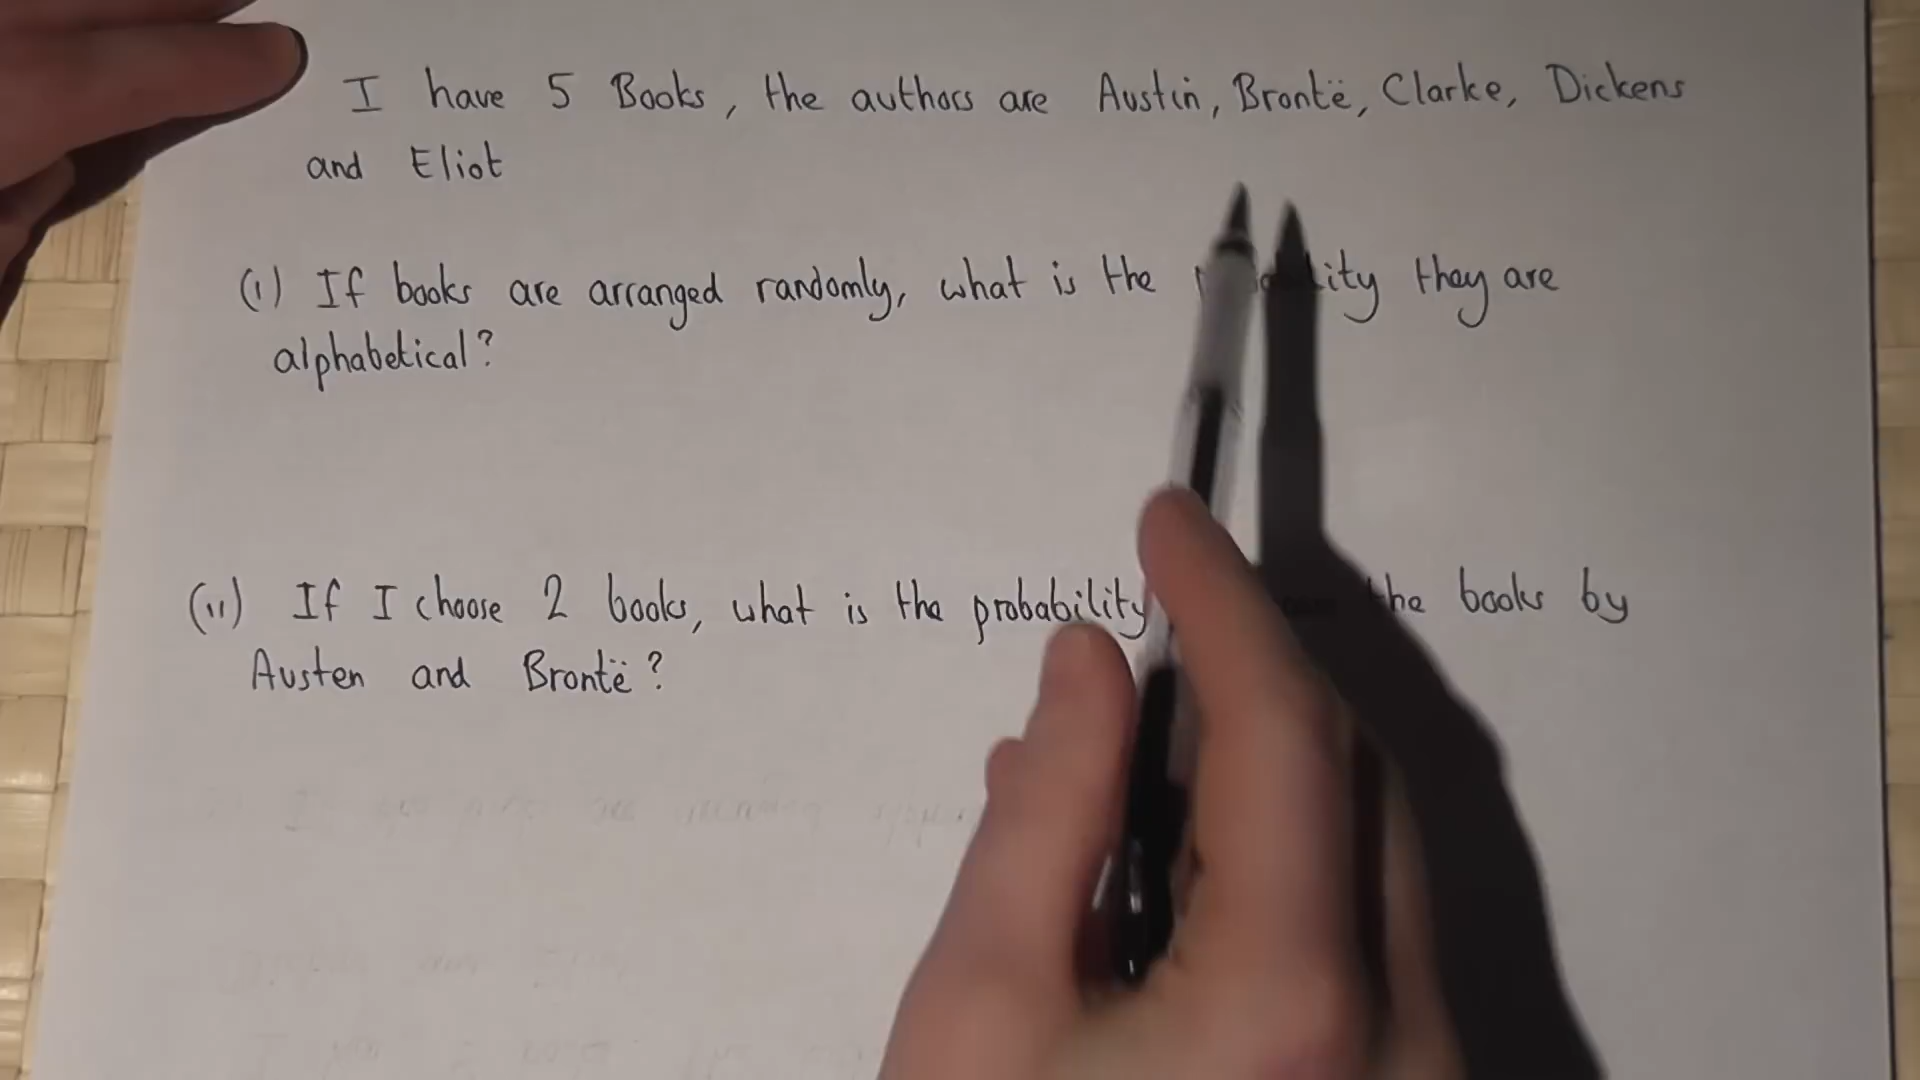 I have 5 Books, the authors are Austin, Brontë, Clarke, Dickens
and Eliot
(i) If books are arranged randomly, what is the they are
alphabetical?
(ii) If I choose 2 books, what is the probability the books by
Austen and Brontë?